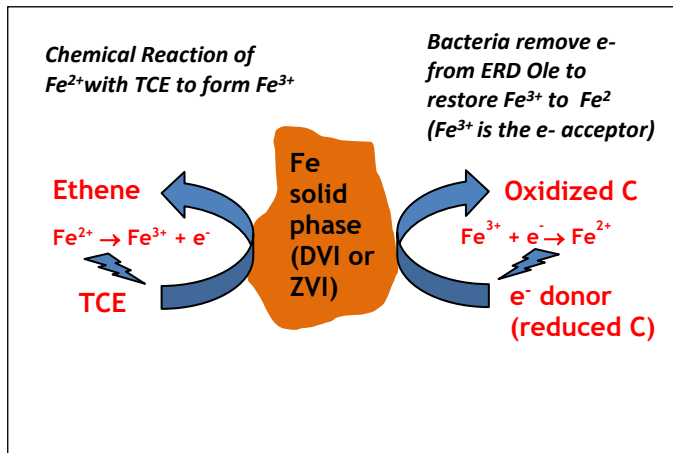 Chemical Reaction of
Fe²⁺with TCE to form Fe³⁺
Bacteria remove e-
from ERD Ole to
restore Fe³⁺ to Fe²
(Fe³⁺ is the e- acceptor)
Ethene
Fe²⁺ → Fe³⁺ + e⁻
TCE
Fe
solid
phase
(DVI or
ZVI)
Oxidized C
Fe³⁺ + e⁻→ Fe²⁺
e⁻ donor
(reduced C)